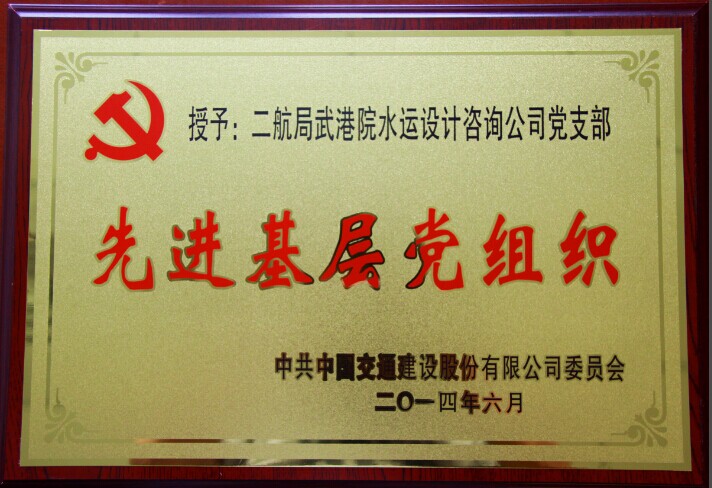 授予：二航局武港院水运设计咨询公司党支部
先进基层党组织
中共中国交通建设股份有限公司委员会
二〇一四年六月